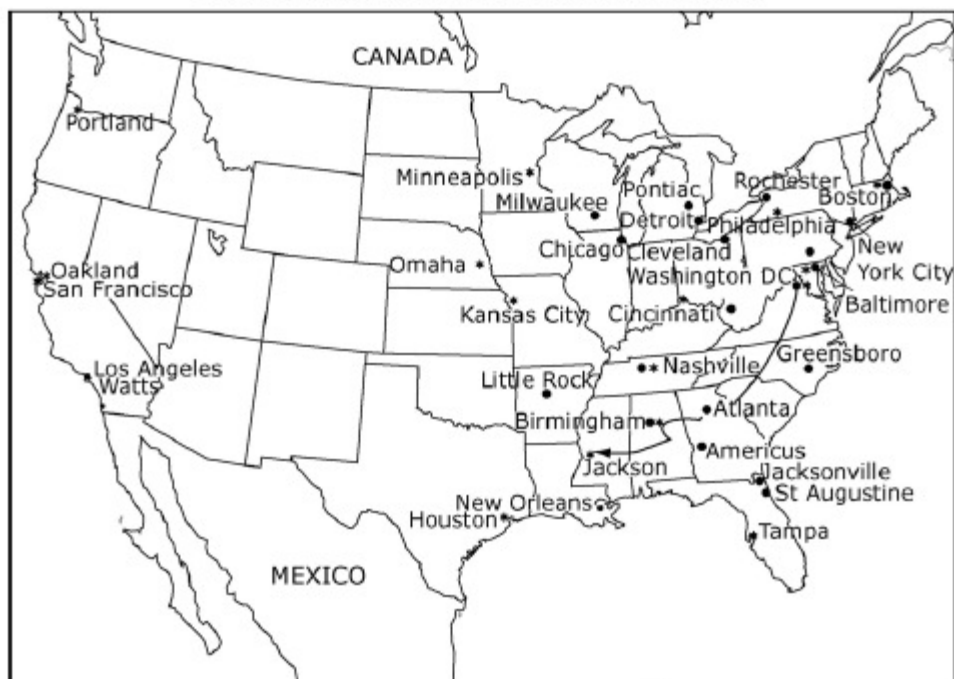 CANADA
Portland
Minneapolis
Milwaukee
Pontiac
Rochester
Boston
Detroit
Philadelphia
Chicago
Cleveland
New
York City
Oakland
San Francisco
Omaha
Washington DC
Baltimore
Kansas City
Cincinnati
Los Angeles
Watts
Little Rock
Nashville
Greensboro
Birmingham
Atlanta
Jackson
Americus
Jacksonville
St Augustine
New Orleans
Houston
Tampa
MEXICO